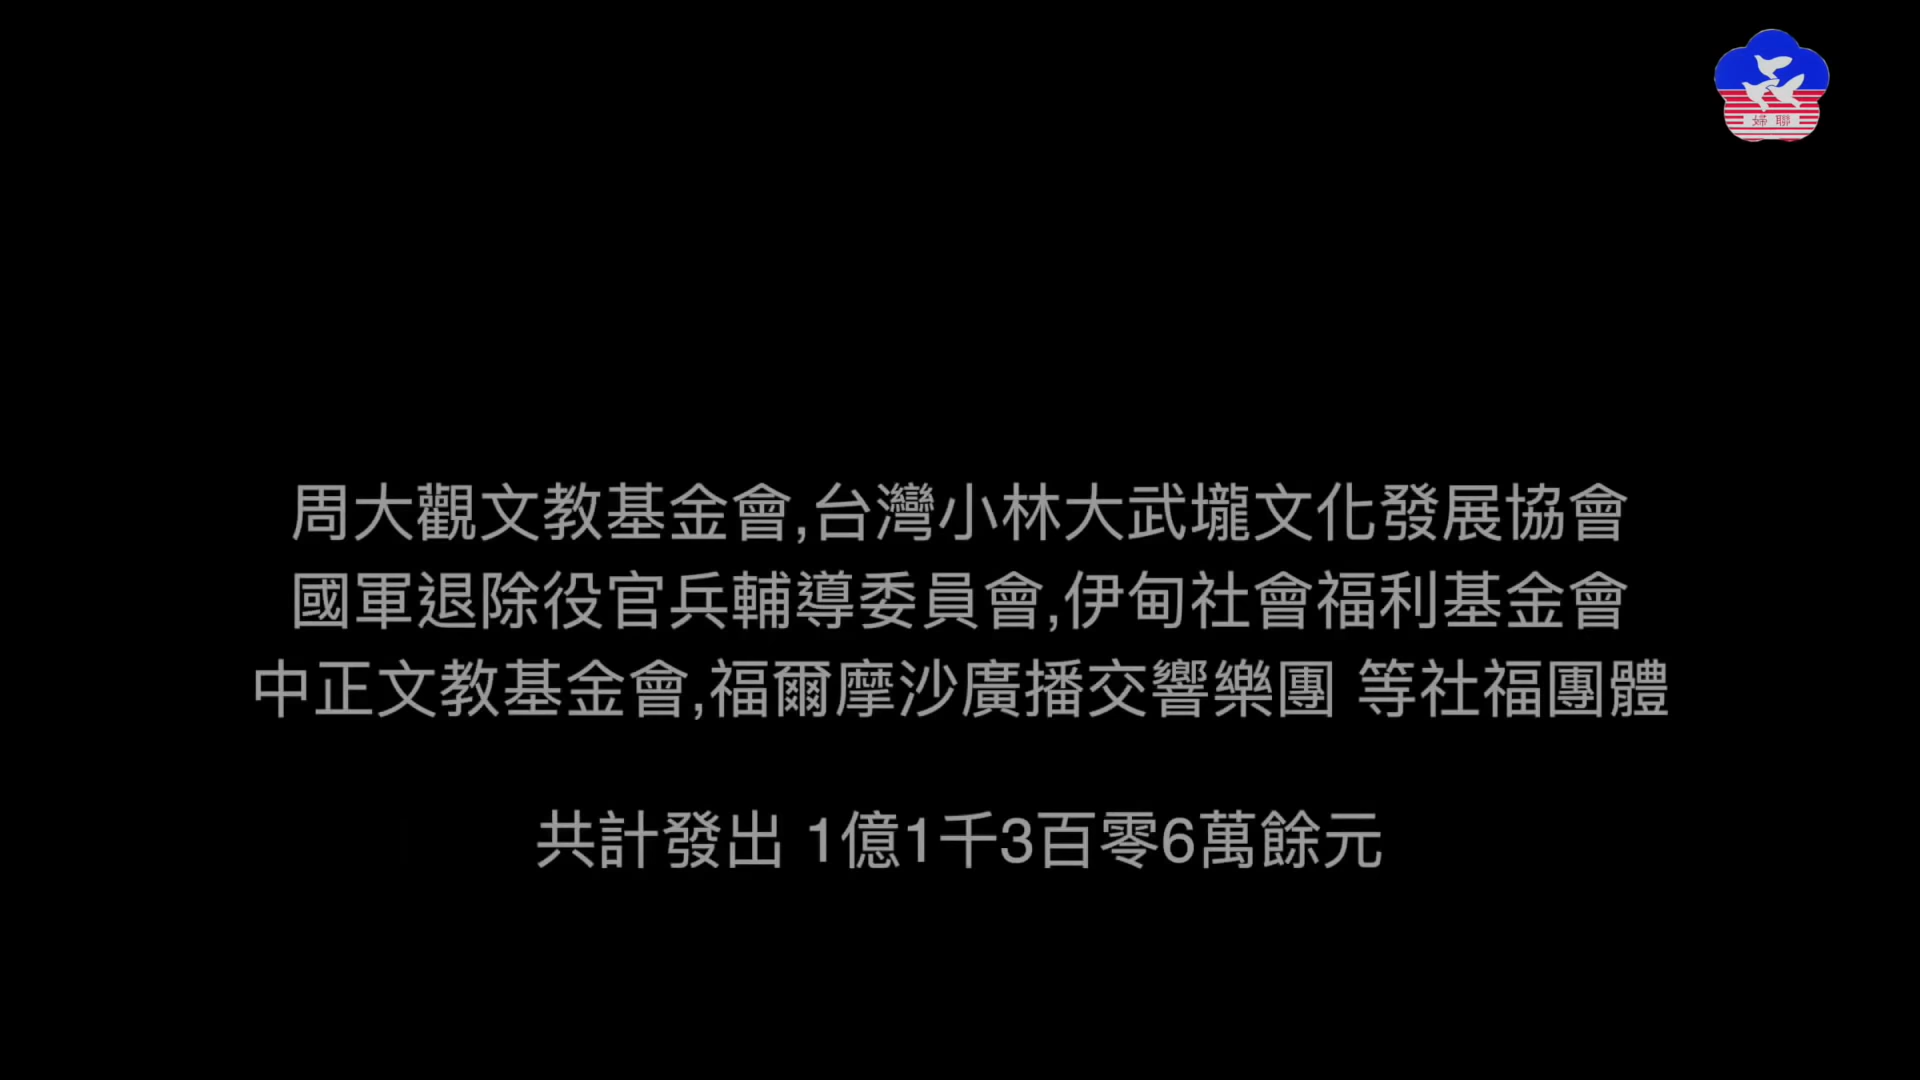 婦聯
周大觀文教基金會,台灣小林大武壠文化發展協會
國軍退除役官兵輔導委員會,伊甸社會福利基金會
中正文教基金會,福爾摩沙廣播交響樂團 等社福團體
共計發出 1億1千3百零6萬餘元